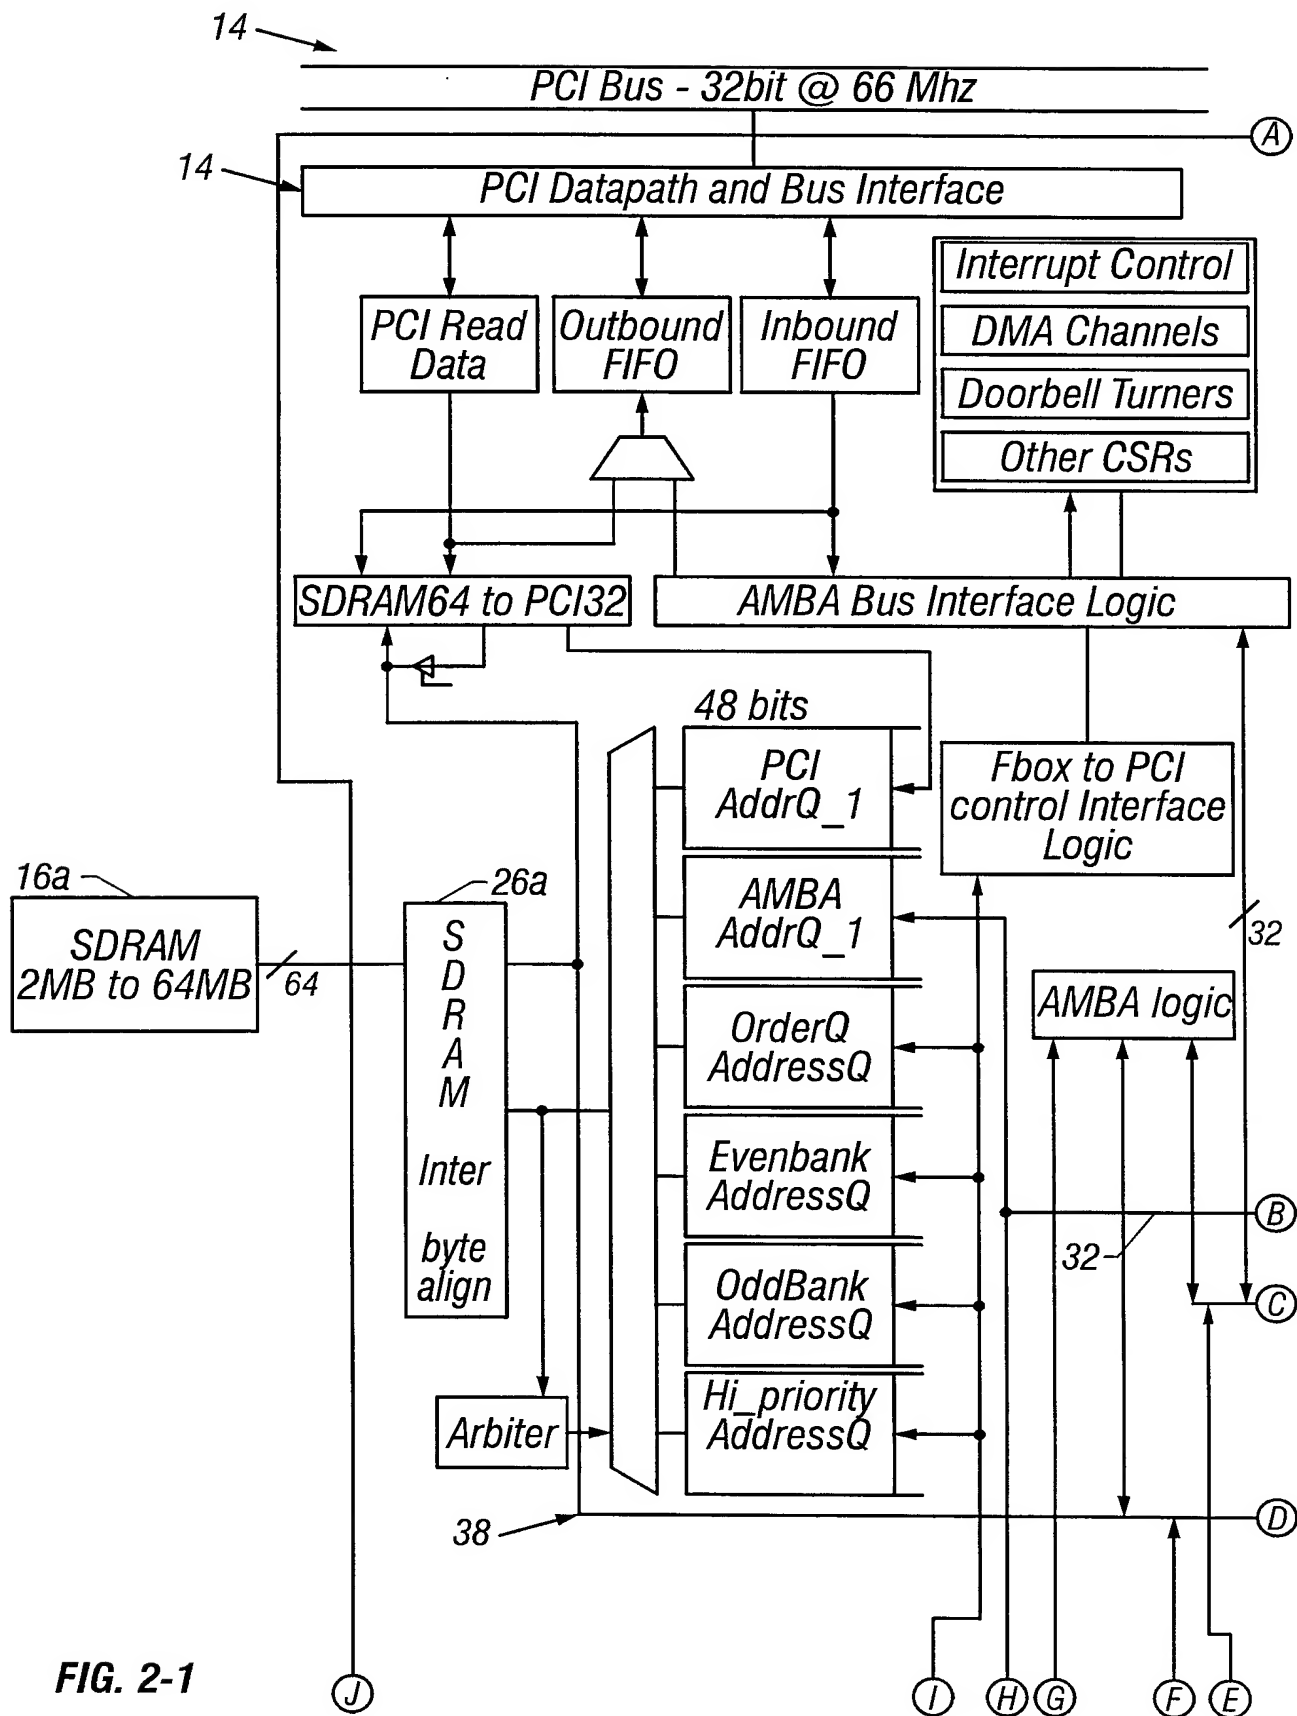 14
PCI Bus - 32bit @ 66 Mhz
A
14
PCI Datapath and Bus Interface
Interrupt Control
DMA Channels
Doorbell Turners
Other CSRs
PCI Read
Data
Outbound
FIFO
Inbound
FIFO
SDRAM64 to PCI32
AMBA Bus Interface Logic
48 bits
PCI
AddrQ_1
Fbox to PCI
control Interface
Logic
16a
SDRAM
2MB to 64MB
64
26a
S
D
R
A
M
Inter
byte
align
AMBA
AddrQ_1
32
AMBA logic
OrderQ
AddressQ
Evenbank
AddressQ
B
32
OddBank
AddressQ
C
Hi_priority
AddressQ
Arbiter
38
D
FIG. 2-1
J
I
H
G
F
E